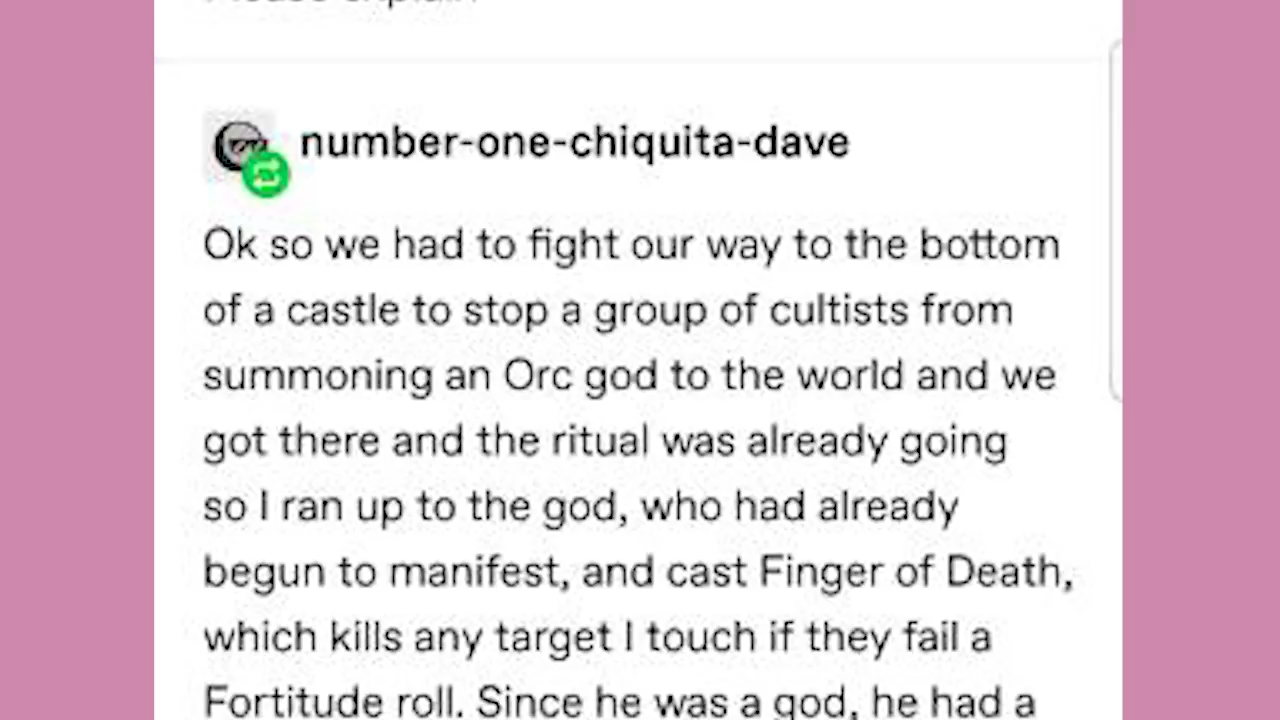 number-one-chiquita-dave
Ok so we had to fight our way to the bottom
of a castle to stop a group of cultists from
summoning an Orc god to the world and we
got there and the ritual was already going
so I ran up to the god, who had already
begun to manifest, and cast Finger of Death,
which kills any target I touch if they fail a
Fortitude roll. Since he was a god, he had a